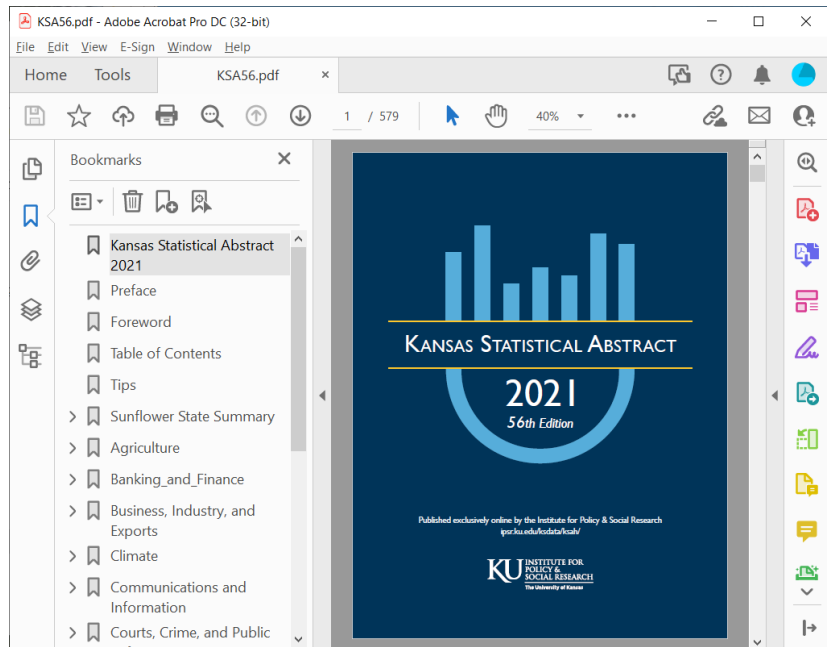 KSA56.pdf - Adobe Acrobat Pro DC (32-bit)
File Edit View E-Sign Window Help
Home Tools KSA56.pdf ×
1 / 579 40%
Bookmarks
Kansas Statistical Abstract
2021
Preface
Foreword
Table of Contents
Tips
Sunflower State Summary
Agriculture
Banking_and_Finance
Business, Industry, and
Exports
Climate
Communications and
Information
Courts, Crime, and Public
KANSAS STATISTICAL ABSTRACT
2021
56th Edition
Published exclusively online by the Institute for Policy & Social Research
ipsr.ku.edu/ksdata/ksah/
KU INSTITUTE FOR
POLICY &
SOCIAL RESEARCH
The University of Kansas